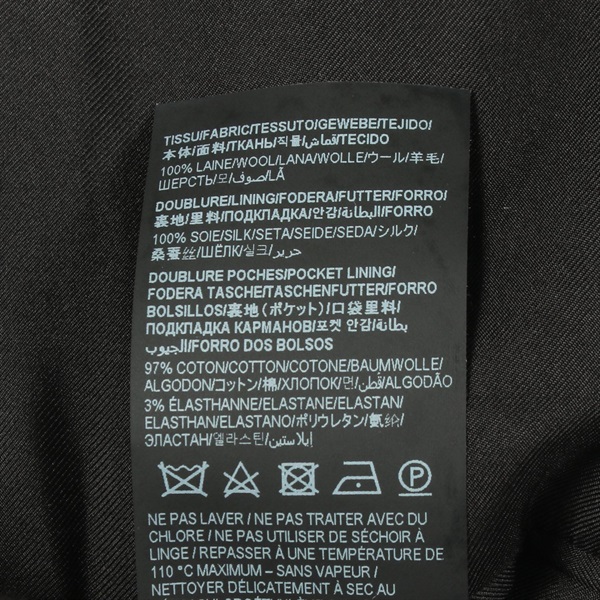 TISSU/FABRIC/TESSUTO/GEWEBE/TEJIDO/
本体/面料/ТКАНЬ/직물/قماش/TECIDO
100% LAINE/WOOL/LANA/WOLLE/ウール/羊毛/
ШЕРСТЬ/모/صوف/LÃ
DOUBLURE/LINING/FODERA/FUTTER/FORRO/
裏地/里料/ПОДКЛАДКА/안감/البطانة/FORRO
100% SOIE/SILK/SETA/SEIDE/SEDA/シルク/
桑蚕丝/ШЁЛК/실크/حرير
DOUBLURE POCHES/POCKET LINING/
FODERA TASCHE/TASCHENFUTTER/FORRO
BOLSILLOS/裏地(ポケット)/口袋里料/
ПОДКЛАДКА КАРМАНОВ/포켓 안감/بطانة
الجيوب/FORRO DOS BOLSOS
97% COTON/COTTON/COTONE/BAUMWOLLE/
ALGODON/コットン/棉/ХЛОПОК/면/قطن/ALGODÃO
3% ÉLASTHANNE/ELASTANE/ELASTAN/
ELASTHAN/ELASTANO/ポリウレタン/氨纶/
ЭЛАСТАН/엘라스틴/إيلاستين
P
NE PAS LAVER / NE PAS TRAITER AVEC DU
CHLORE / NE PAS UTILISER DE SÉCHOIR À
LINGE / REPASSER À UNE TEMPÉRATURE DE
110 °C MAXIMUM – SANS VAPEUR /
NETTOYER DÉLICATEMENT À SEC AU